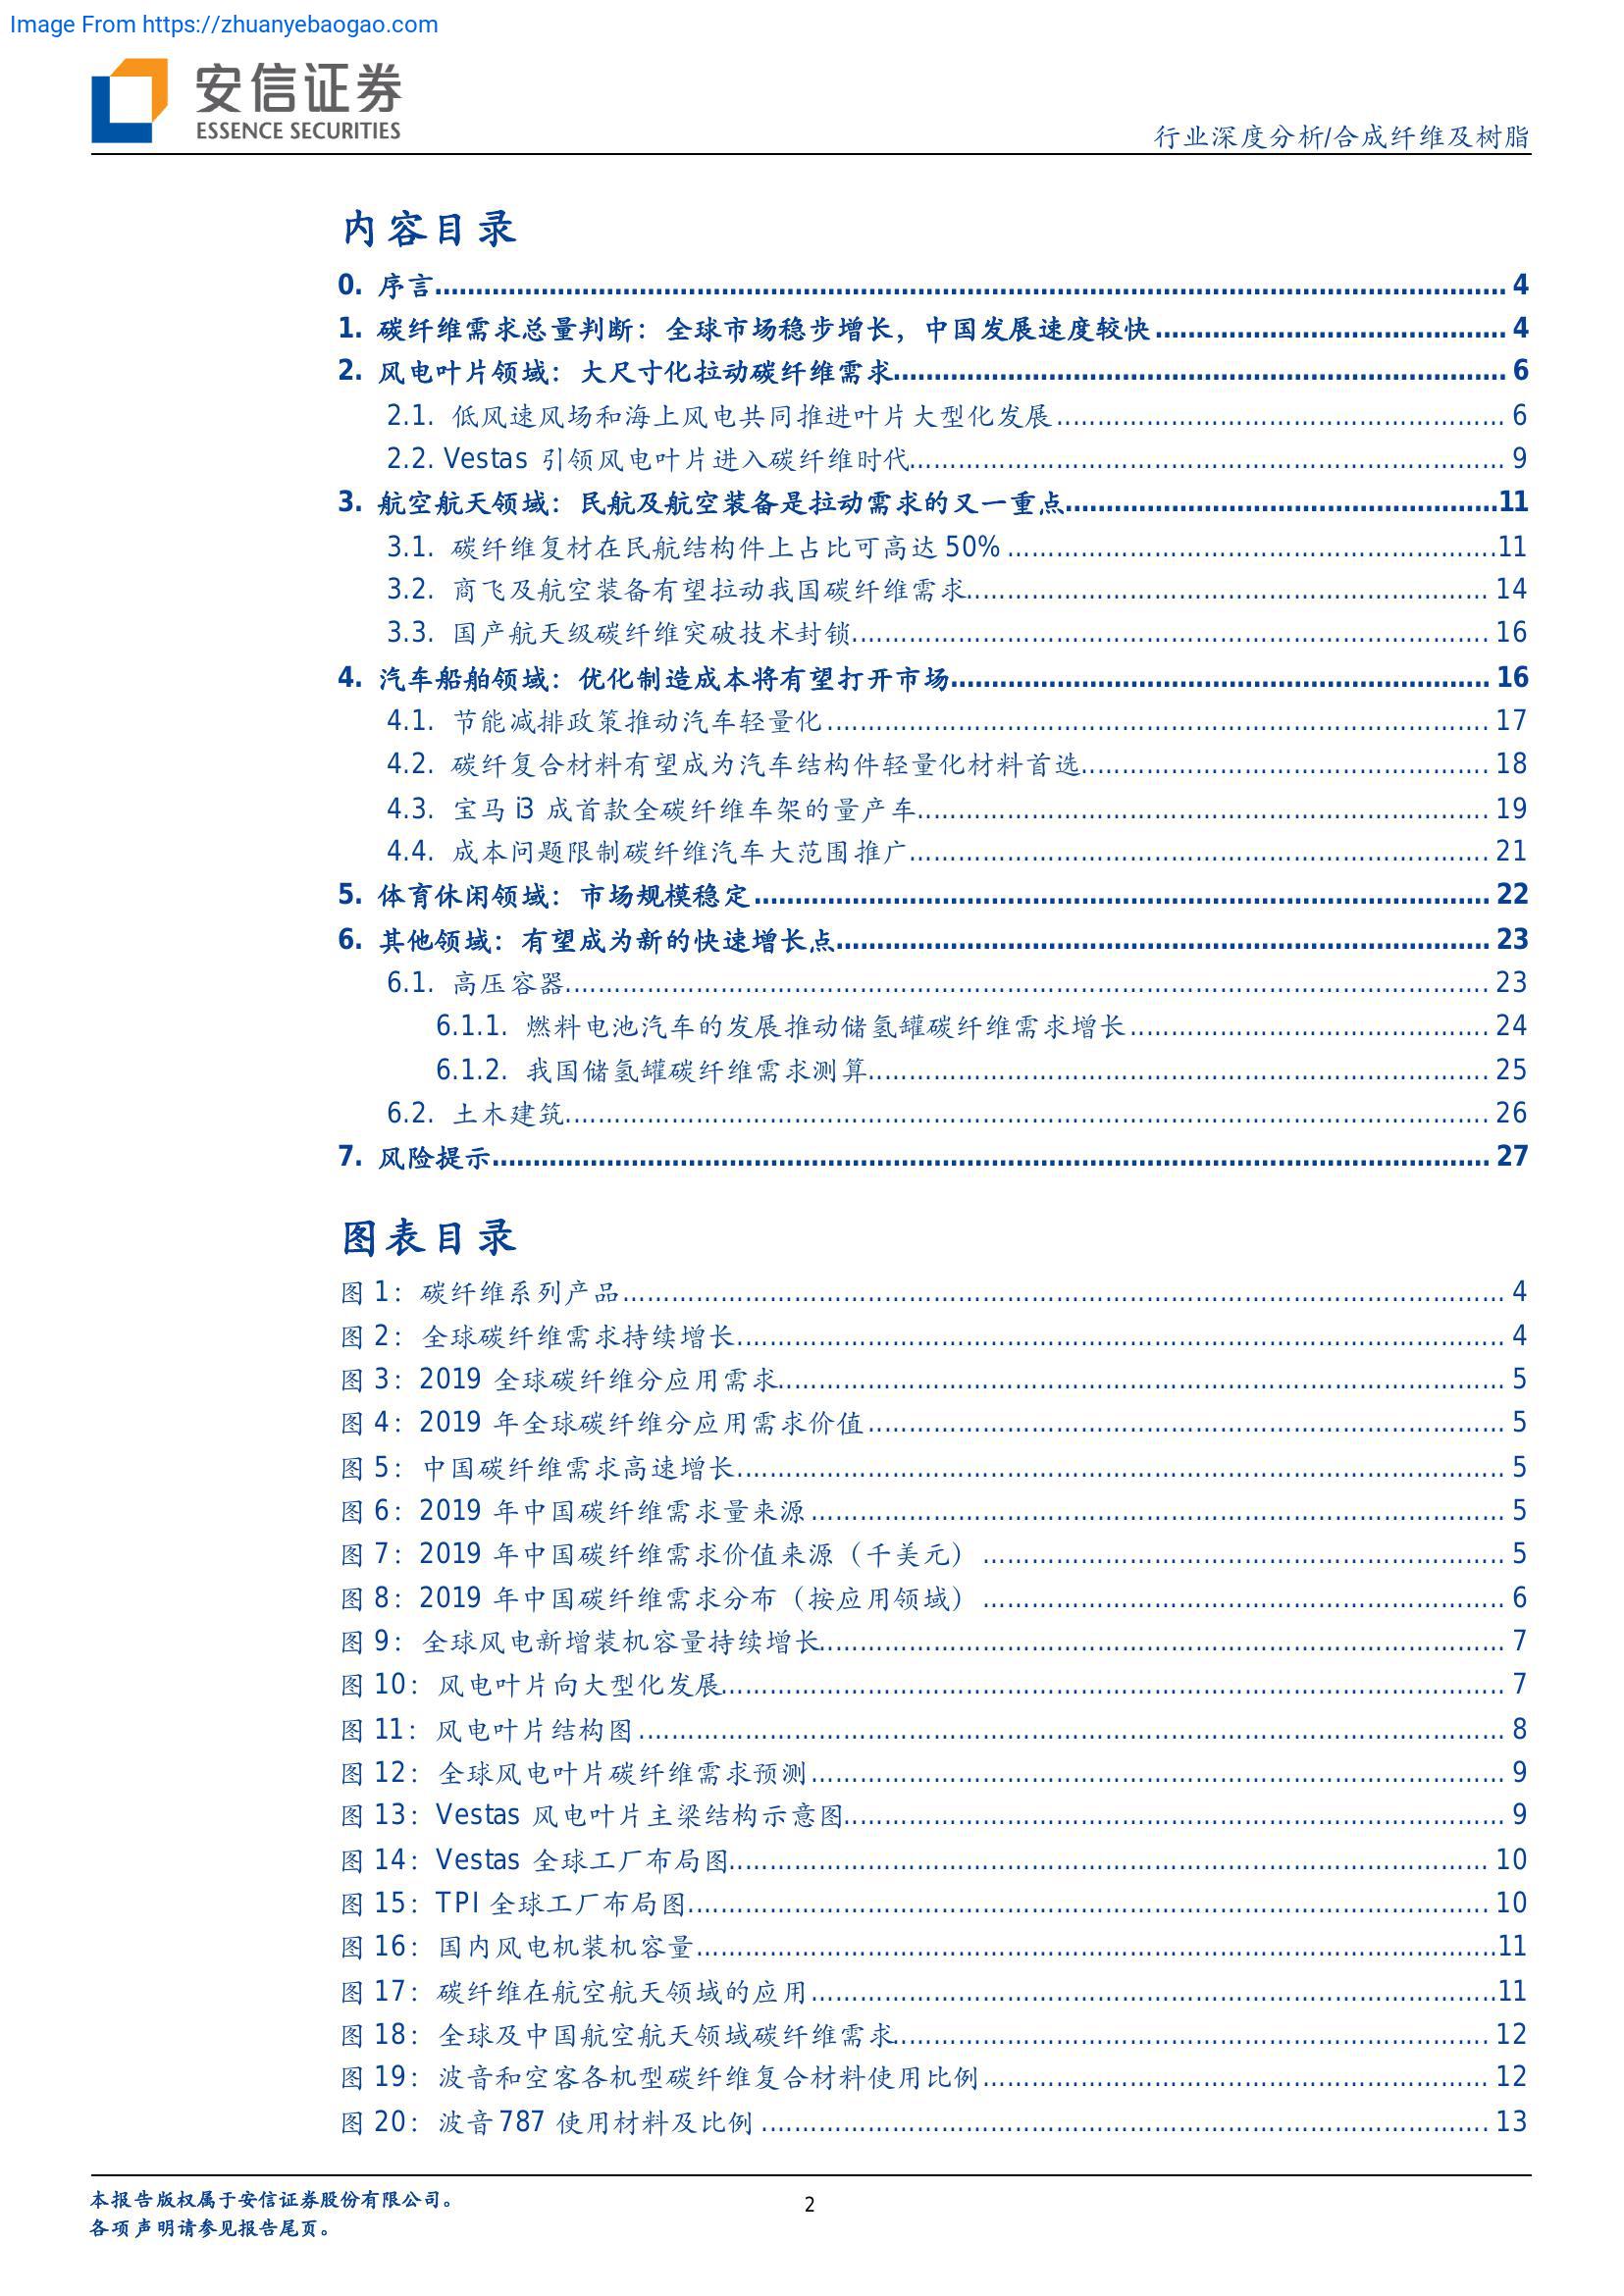 Image From https://zhuanyebaogao.com
安信证券
ESSENCE SECURITIES
行业深度分析/合成纤维及树脂
内容目录
0. 序言 4
1. 碳纤维需求总量判断：全球市场稳步增长，中国发展速度较快 4
2. 风电叶片领域：大尺寸化拉动碳纤维需求 6
2.1. 低风速风场和海上风电共同推进叶片大型化发展 6
2.2. Vestas 引领风电叶片进入碳纤维时代 9
3. 航空航天领域：民航及航空装备是拉动需求的又一重点 11
3.1. 碳纤维复材在民航结构件上占比可高达 50% 11
3.2. 商飞及航空装备有望拉动我国碳纤维需求 14
3.3. 国产航天级碳纤维突破技术封锁 16
4. 汽车船舶领域：优化制造成本将有望打开市场 16
4.1. 节能减排政策推动汽车轻量化 17
4.2. 碳纤复合材料有望成为汽车结构件轻量化材料首选 18
4.3. 宝马 i3 成首款全碳纤维车架的量产车 19
4.4. 成本问题限制碳纤维汽车大范围推广 21
5. 体育休闲领域：市场规模稳定 22
6. 其他领域：有望成为新的快速增长点 23
6.1. 高压容器 23
6.1.1. 燃料电池汽车的发展推动储氢罐碳纤维需求增长 24
6.1.2. 我国储氢罐碳纤维需求测算 25
6.2. 土木建筑 26
7. 风险提示 27
图表目录
图 1：碳纤维系列产品 4
图 2：全球碳纤维需求持续增长 4
图 3：2019 全球碳纤维分应用需求 5
图 4：2019 年全球碳纤维分应用需求价值 5
图 5：中国碳纤维需求高速增长 5
图 6：2019 年中国碳纤维需求量来源 5
图 7：2019 年中国碳纤维需求价值来源（千美元） 5
图 8：2019 年中国碳纤维需求分布（按应用领域） 6
图 9：全球风电新增装机容量持续增长 7
图 10：风电叶片向大型化发展 7
图 11：风电叶片结构图 8
图 12：全球风电叶片碳纤维需求预测 9
图 13：Vestas 风电叶片主梁结构示意图 9
图 14：Vestas 全球工厂布局图 10
图 15：TPI 全球工厂布局图 10
图 16：国内风电机装机容量 11
图 17：碳纤维在航空航天领域的应用 11
图 18：全球及中国航空航天领域碳纤维需求 12
图 19：波音和空客各机型碳纤维复合材料使用比例 12
图 20：波音 787 使用材料及比例 13
本报告版权属于安信证券股份有限公司。
2
各项声明请参见报告尾页。